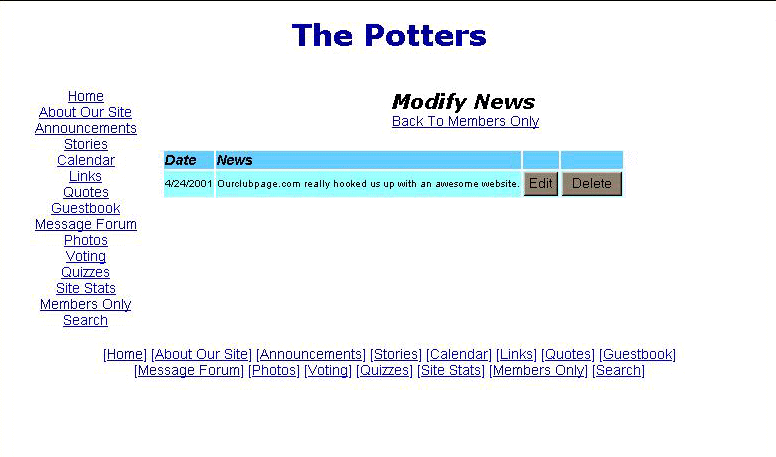 The Potters
Home
About Our Site
Announcements
Stories
Calendar
Links
Quotes
Guestbook
Message Forum
Photos
Voting
Quizzes
Site Stats
Members Only
Search
Modify News
Back To Members Only
Date News
4/24/2001 Ourclubpage.com really hooked us up with an awesome website. Edit Delete
[Home] [About Our Site] [Announcements] [Stories] [Calendar] [Links] [Quotes] [Guestbook]
[Message Forum] [Photos] [Voting] [Quizzes] [Site Stats] [Members Only] [Search]